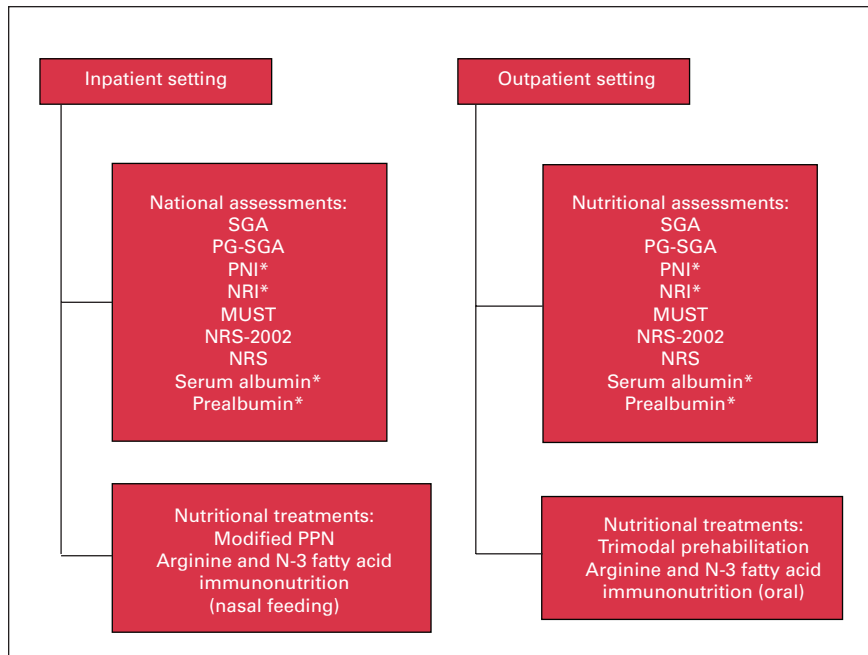 Inpatient setting
National assessments:
SGA
PG-SGA
PNI*
NRI*
MUST
NRS-2002
NRS
Serum albumin*
Prealbumin*
Nutritional treatments:
Modified PPN
Arginine and N-3 fatty acid
immunonutrition
(nasal feeding)
Outpatient setting
Nutritional assessments:
SGA
PG-SGA
PNI*
NRI*
MUST
NRS-2002
NRS
Serum albumin*
Prealbumin*
Nutritional treatments:
Trimodal prehabilitation
Arginine and N-3 fatty acid
immunonutrition (oral)